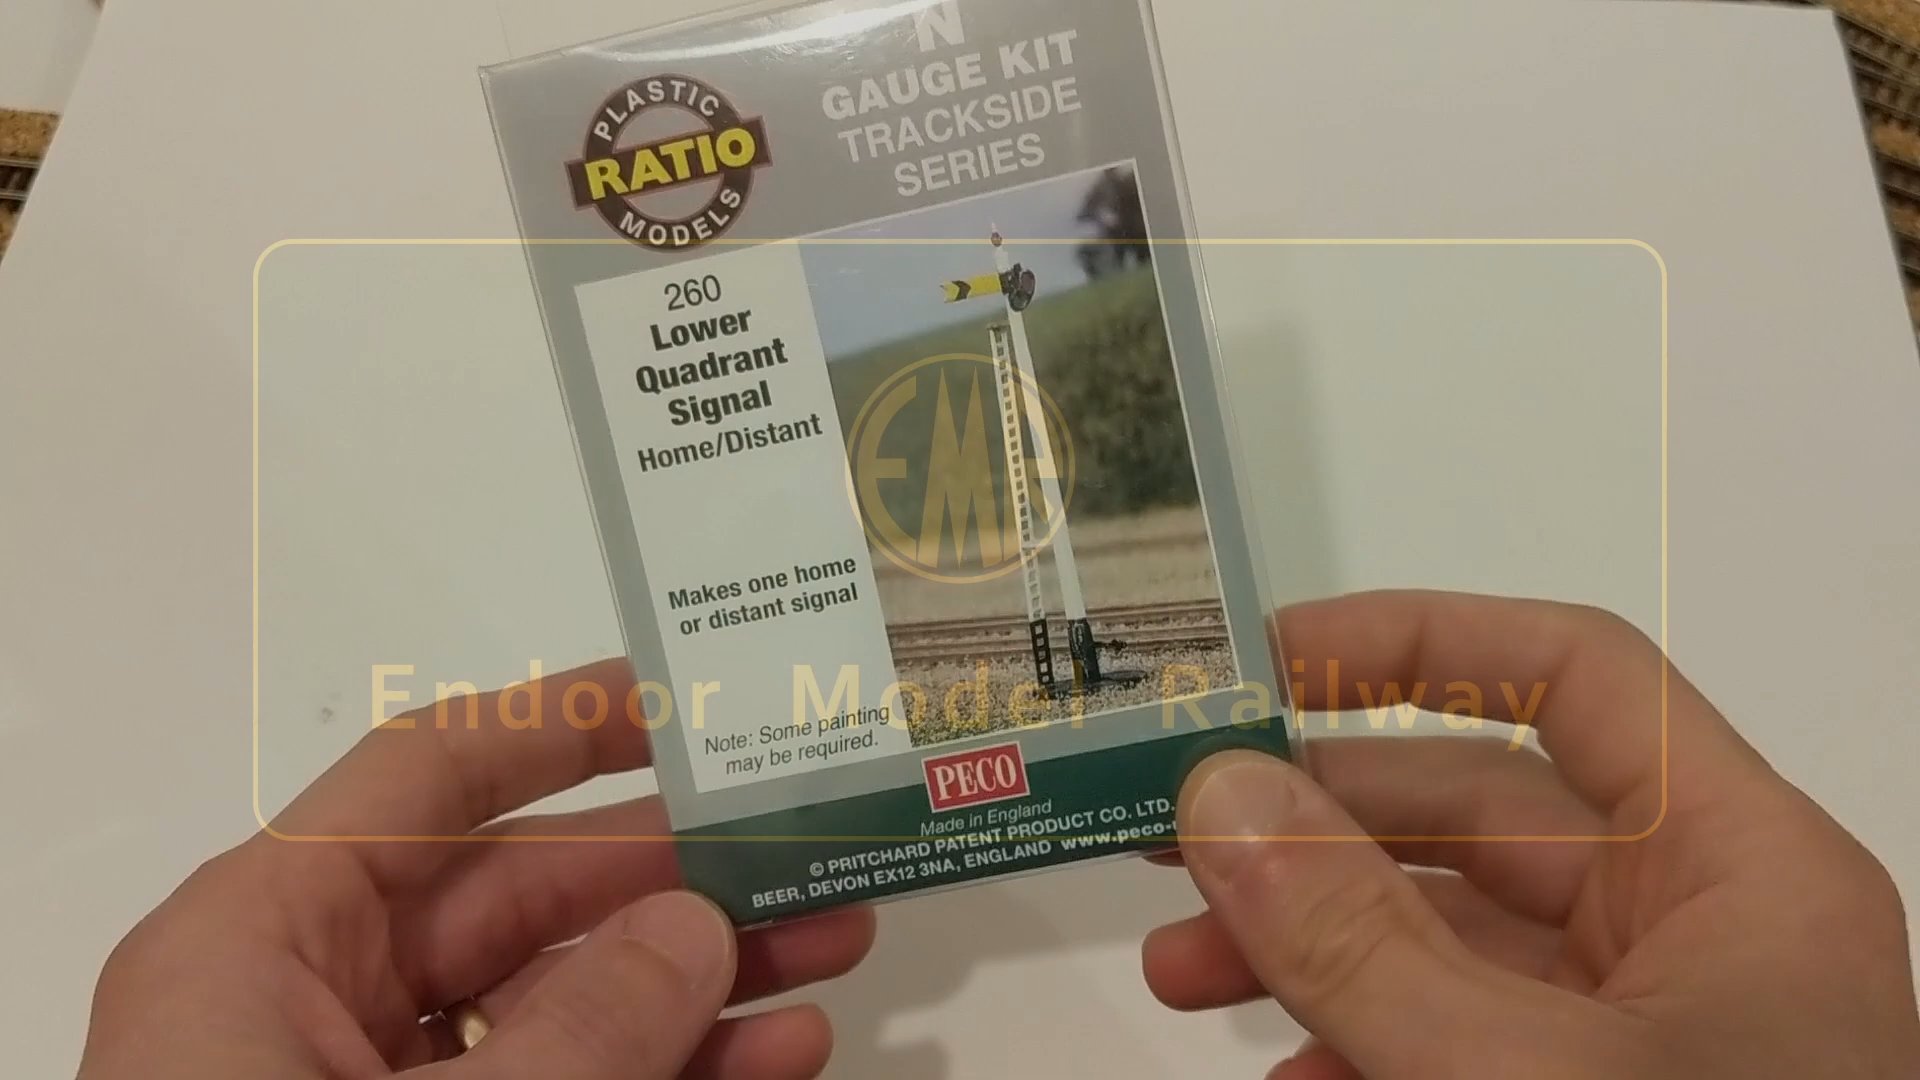 N
GAUGE KIT
TRACKSIDE
SERIES
PLASTIC
RATIO
MODELS
260
Lower
Quadrant
Signal
Home/Distant
Makes one home
or distant signal
Note: Some painting
may be required.
EMR
Endoor Model Railway
PECO
Made in England
© PRITCHARD PATENT PRODUCT CO. LTD.
BEER, DEVON EX12 3NA, ENGLAND www.peco-